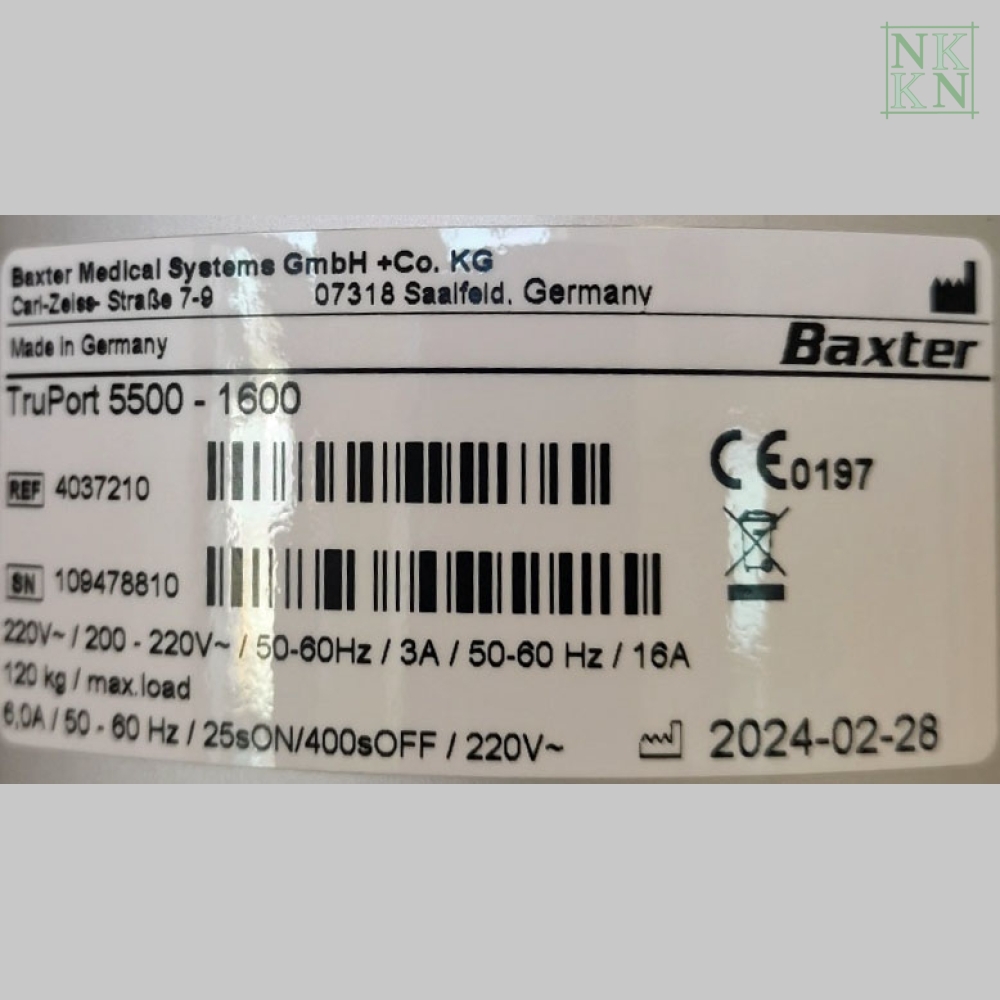 NK
KN
Baxter Medical Systems GmbH +Co. KG
Carl-Zeiss- Straße 7-9 07318 Saalfeld, Germany
Made in Germany
Baxter
TruPort 5500 - 1600
REF 4037210
CE 0197
SN 109478810
220V~ / 200 - 220V~ / 50-60Hz / 3A / 50-60 Hz / 16A
120 kg / max.load
6,0A / 50 - 60 Hz / 25sON/400sOFF / 220V~
2024-02-28